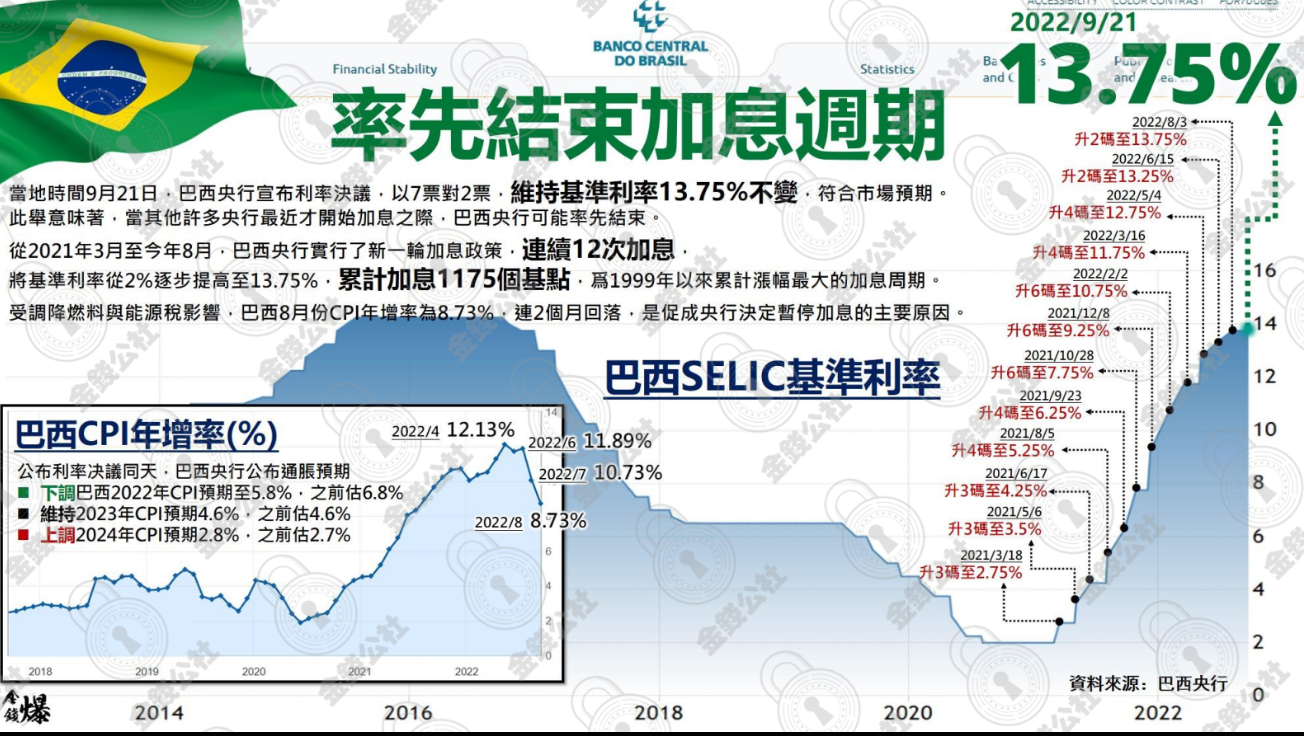 ACCESSIBILITY COLOR CONTRAST PORTUGUÊS
2022/9/21
13.75%
BANCO CENTRAL
DO BRASIL
Financial Stability
Statistics
率先結束加息週期
當地時間9月21日，巴西央行宣布利率決議，以7票對2票，維持基準利率13.75%不變，符合市場預期。
此舉意味著，當其他許多央行最近才開始加息之際，巴西央行可能率先結束。
從2021年3月至今年8月，巴西央行實行了新一輪加息政策，連續12次加息，
將基準利率從2%逐步提高至13.75%，累計加息1175個基點，爲1999年以來累計漲幅最大的加息周期。
受調降燃料與能源稅影響，巴西8月份CPI年增率為8.73%，連2個月回落，是促成央行決定暫停加息的主要原因。
巴西SELIC基準利率
2022/8/3
升2碼至13.75%
2022/6/15
升2碼至13.25%
2022/5/4
升4碼至12.75%
2022/3/16
升4碼至11.75%
2022/2/2
升6碼至10.75%
2021/12/8
升6碼至9.25%
2021/10/28
升6碼至7.75%
2021/9/23
升4碼至6.25%
2021/8/5
升4碼至5.25%
2021/6/17
升3碼至4.25%
2021/5/6
升3碼至3.5%
2021/3/18
升3碼至2.75%
16
14
12
10
8
6
4
2
0
巴西CPI年增率(%)
公布利率决議同天，巴西央行公布通脹預期
下調巴西2022年CPI預期至5.8%，之前估6.8%
維持2023年CPI預期4.6%，之前估4.6%
上調2024年CPI預期2.8%，之前估2.7%
2022/4 12.13%
2022/6 11.89%
2022/7 10.73%
2022/8 8.73%
14
6
4
2
0
2018 2019 2020 2021 2022
資料來源：巴西央行
金錢爆
2014 2016 2018 2020 2022
金錢公社